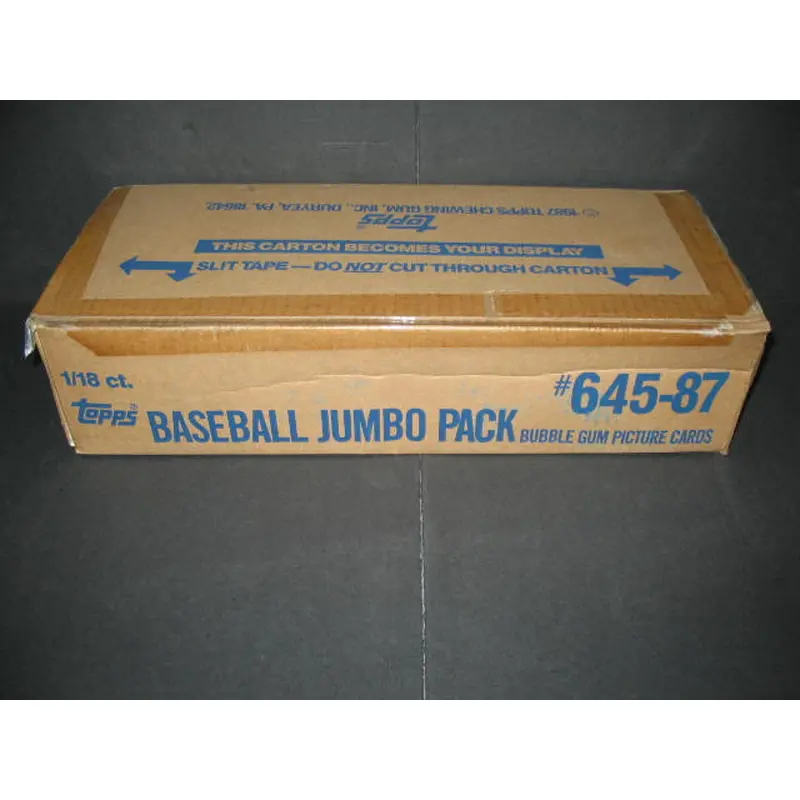 © 1987 TOPPS CHEWING GUM, INC., DURYEA, PA. 18642
topps®
THIS CARTON BECOMES YOUR DISPLAY
SLIT TAPE — DO NOT CUT THROUGH CARTON
1/18 ct.
#645-87
topps® BASEBALL JUMBO PACK BUBBLE GUM PICTURE CARDS